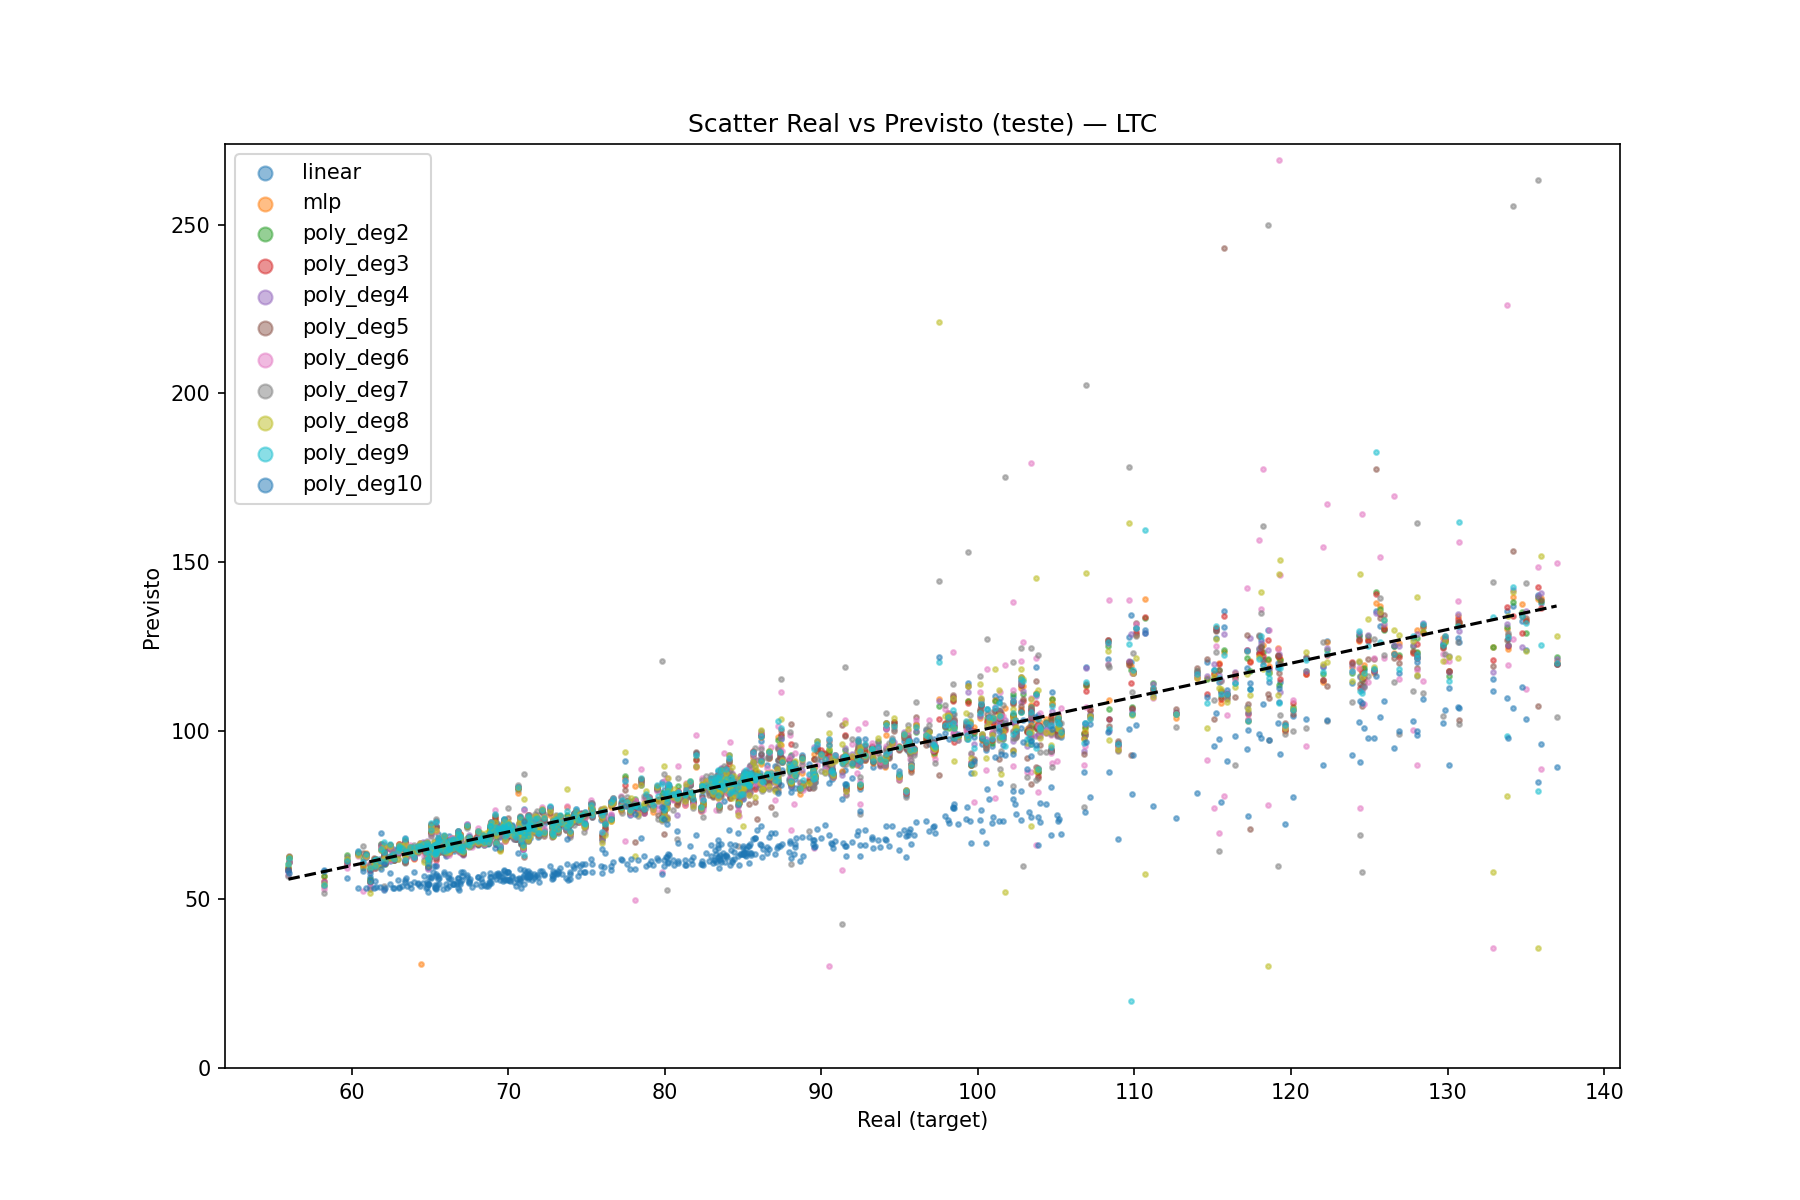 Scatter Real vs Previsto (teste) — LTC
linear
mlp
poly_deg2
poly_deg3
poly_deg4
poly_deg5
poly_deg6
poly_deg7
poly_deg8
poly_deg9
poly_deg10
Previsto
250
200
150
100
50
0
60 70 80 90 100 110 120 130 140
Real (target)